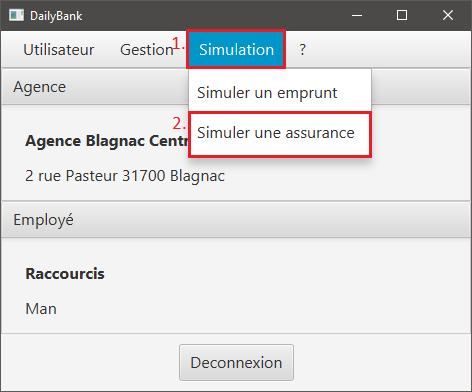 DailyBank
Utilisateur Gestion 1. Simulation ?
Agence
Simuler un emprunt
2. Simuler une assurance
Agence Blagnac Centr
2 rue Pasteur 31700 Blagnac
Employé
Raccourcis
Man
Deconnexion